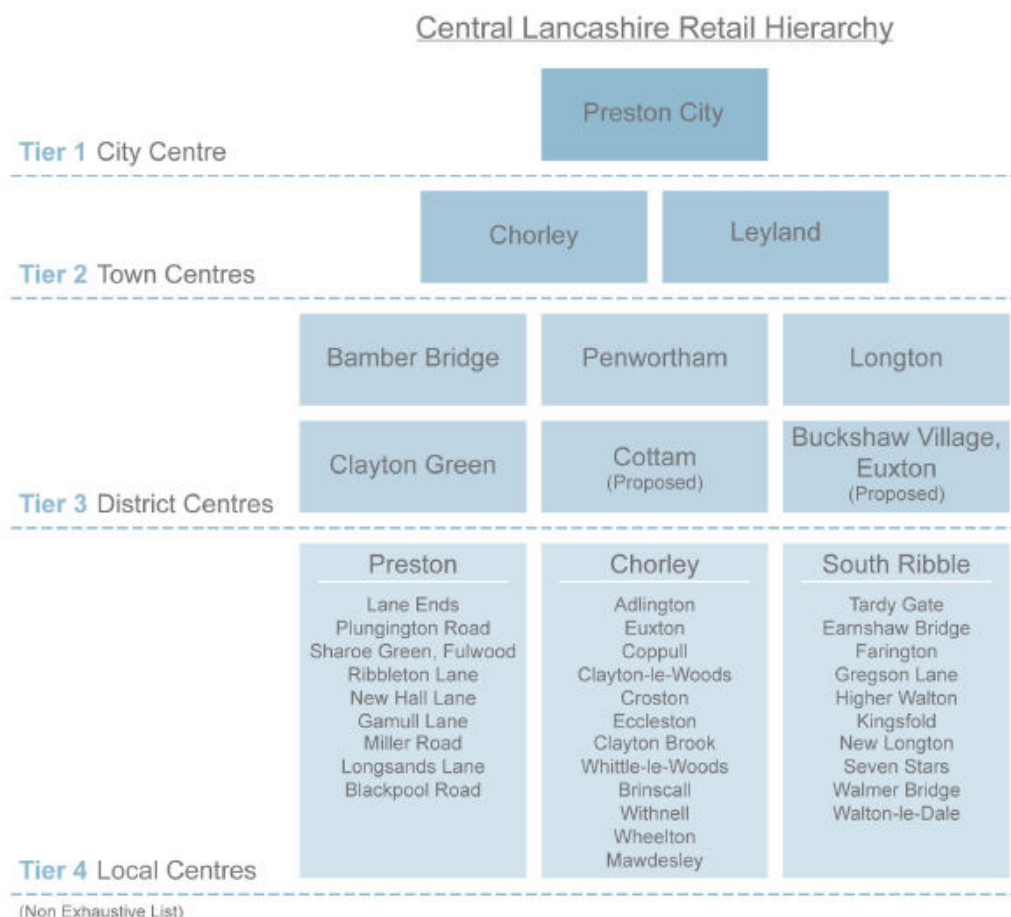 Central Lancashire Retail Hierarchy
Preston City
Tier 1 City Centre
Chorley
Leyland
Tier 2 Town Centres
Bamber Bridge
Penwortham
Longton
Clayton Green
Cottam
(Proposed)
Buckshaw Village,
Euxton
(Proposed)
Tier 3 District Centres
Preston
Lane Ends
Plungington Road
Sharoe Green, Fulwood
Ribbleton Lane
New Hall Lane
Gamull Lane
Miller Road
Longsands Lane
Blackpool Road
Chorley
Adlington
Euxton
Coppull
Clayton-le-Woods
Croston
Eccleston
Clayton Brook
Whittle-le-Woods
Brinscall
Withnell
Wheelton
Mawdesley
South Ribble
Tardy Gate
Earnshaw Bridge
Farington
Gregson Lane
Higher Walton
Kingsfold
New Longton
Seven Stars
Walmer Bridge
Walton-le-Dale
Tier 4 Local Centres
(Non Exhaustive List)